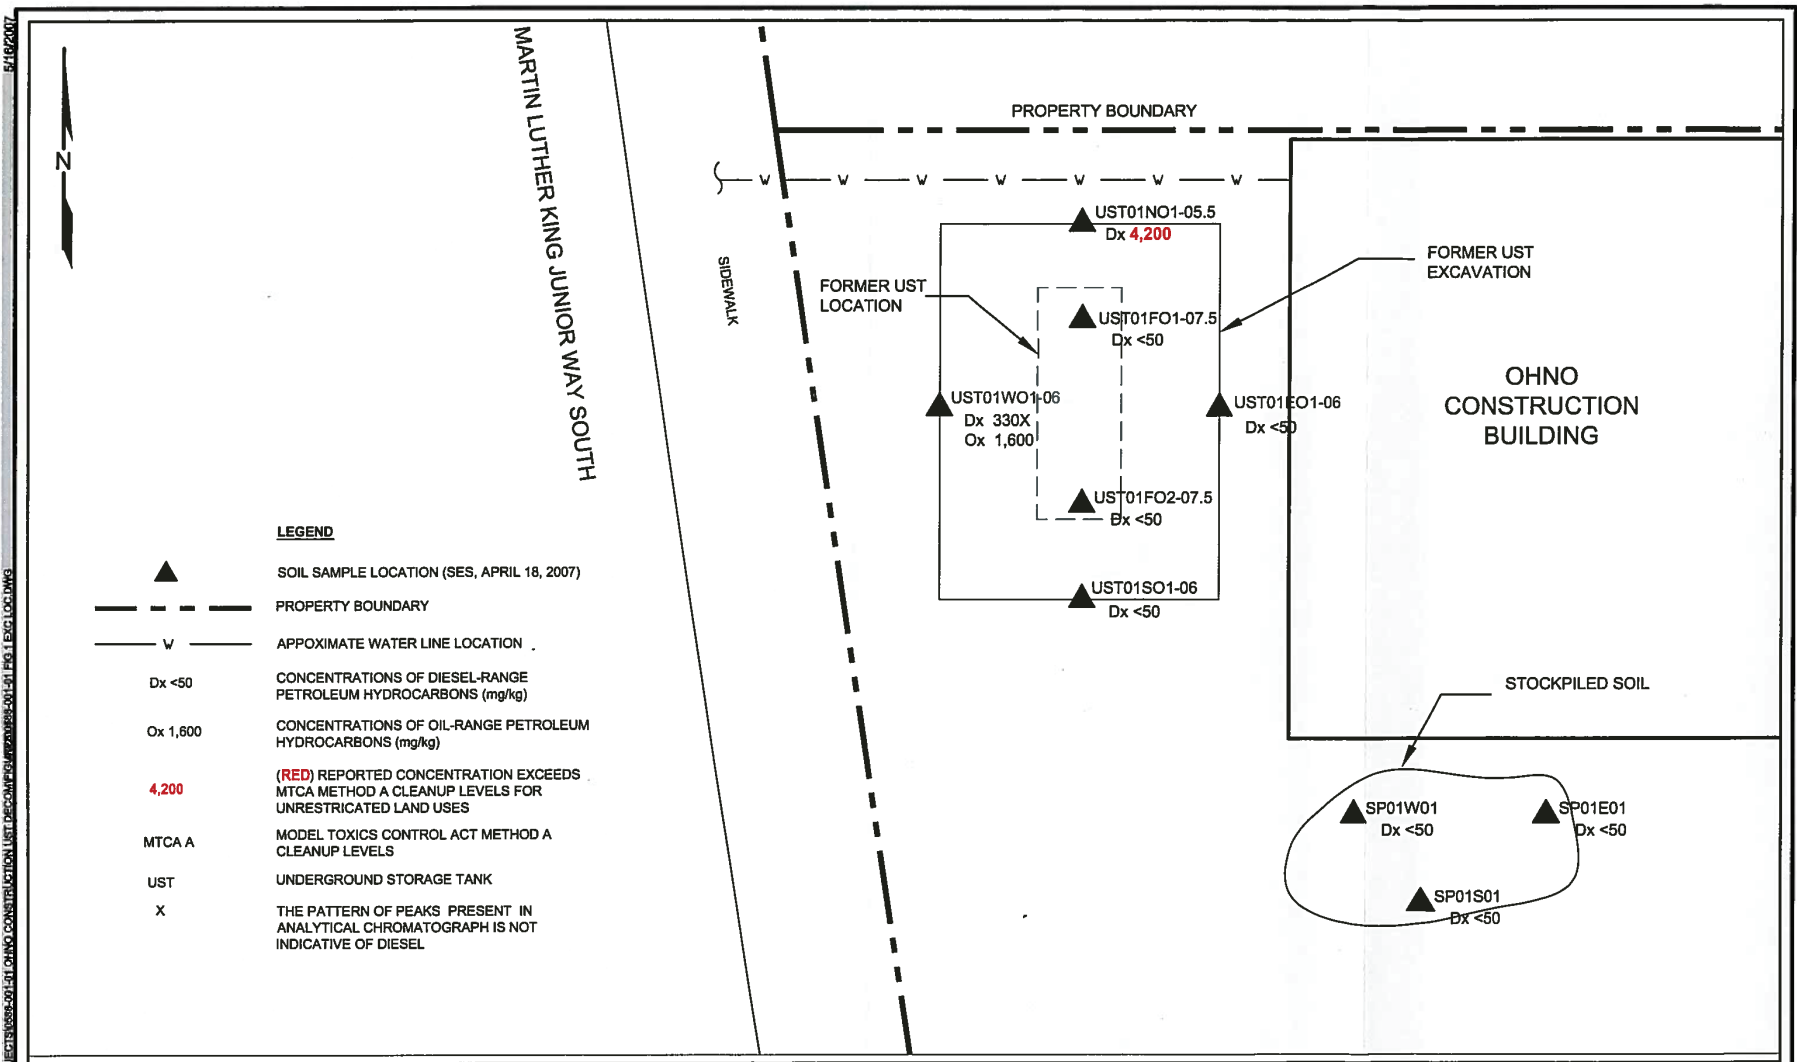 5/16/2007
N
MARTIN LUTHER KING JUNIOR WAY SOUTH
SIDEWALK
PROPERTY BOUNDARY
W W W W W W W
UST01NO1-05.5
Dx 4,200
FORMER UST
EXCAVATION
FORMER UST
LOCATION
UST01FO1-07.5
Dx <50
UST01WO1-06
Dx 330X
Ox 1,600
UST01EO1-06
Dx <50
OHNO
CONSTRUCTION
BUILDING
UST01FO2-07.5
Dx <50
UST01SO1-06
Dx <50
STOCKPILED SOIL
SP01W01
Dx <50
SP01E01
Dx <50
SP01S01
Dx <50
LEGEND
SOIL SAMPLE LOCATION (SES, APRIL 18, 2007)
PROPERTY BOUNDARY
W APPOXIMATE WATER LINE LOCATION
Dx <50 CONCENTRATIONS OF DIESEL-RANGE
PETROLEUM HYDROCARBONS (mg/kg)
Ox 1,600 CONCENTRATIONS OF OIL-RANGE PETROLEUM
HYDROCARBONS (mg/kg)
4,200 (RED) REPORTED CONCENTRATION EXCEEDS
MTCA METHOD A CLEANUP LEVELS FOR
UNRESTRICATED LAND USES
MTCA A MODEL TOXICS CONTROL ACT METHOD A
CLEANUP LEVELS
UST UNDERGROUND STORAGE TANK
X THE PATTERN OF PEAKS PRESENT IN
ANALYTICAL CHROMATOGRAPH IS NOT
INDICATIVE OF DIESEL